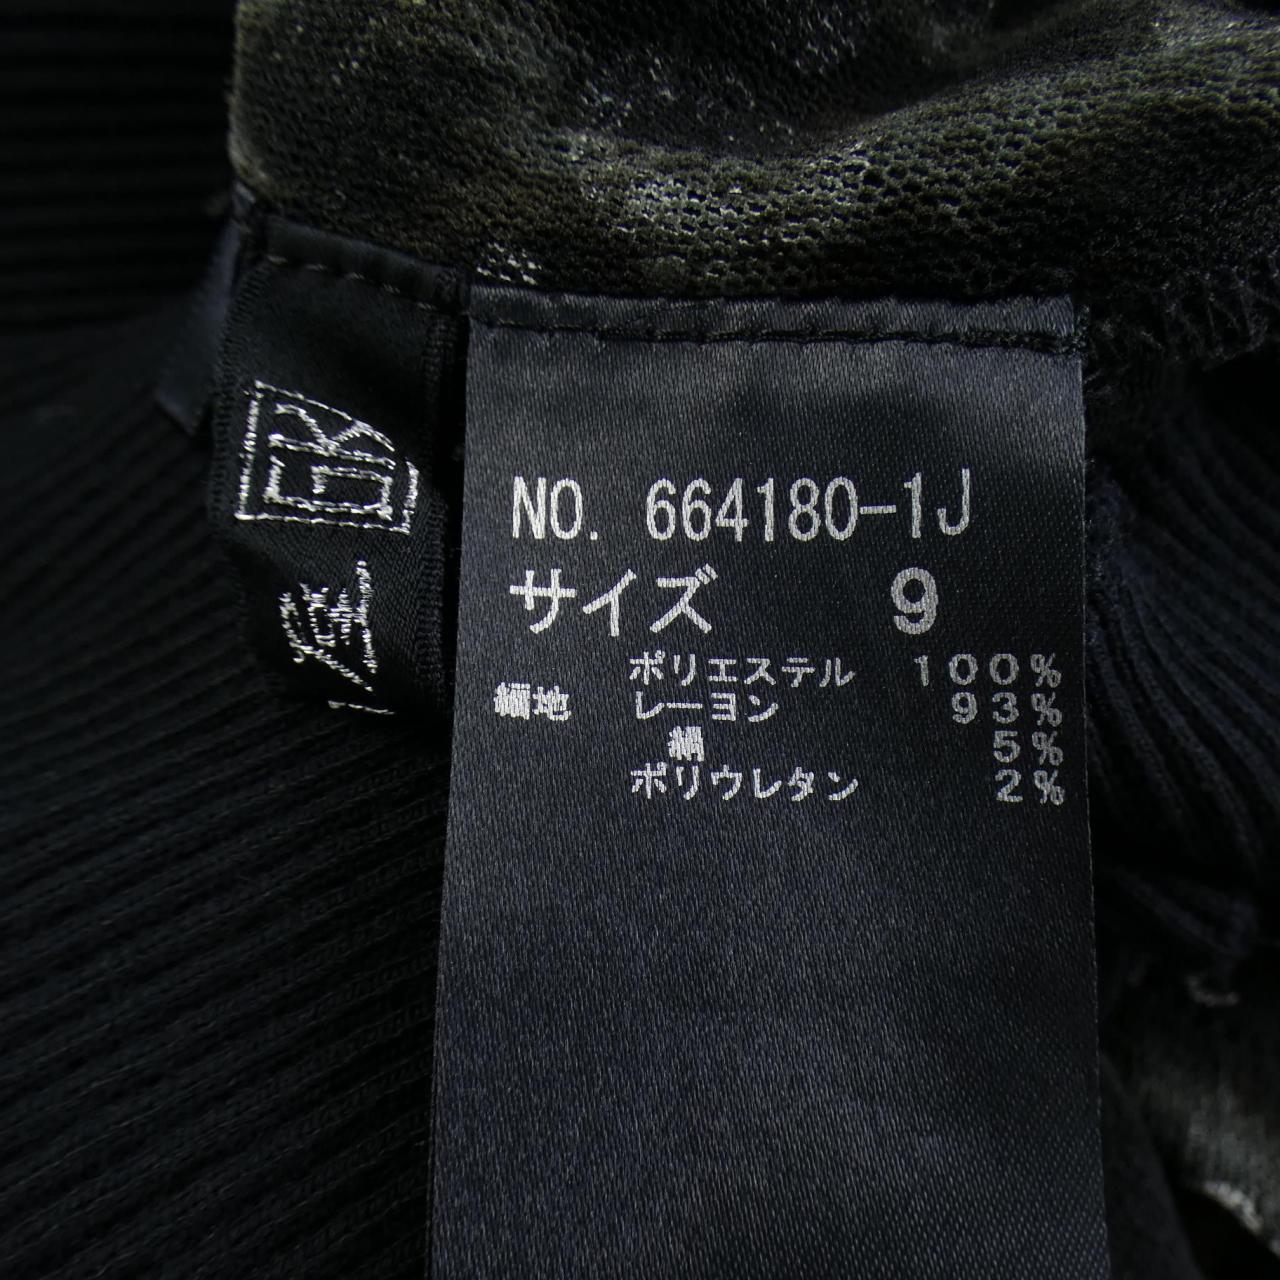 NO. 664180-1J
サイズ 9
ポリエステル 100%
編地 レーヨン 93%
絹 5%
ポリウレタン 2%